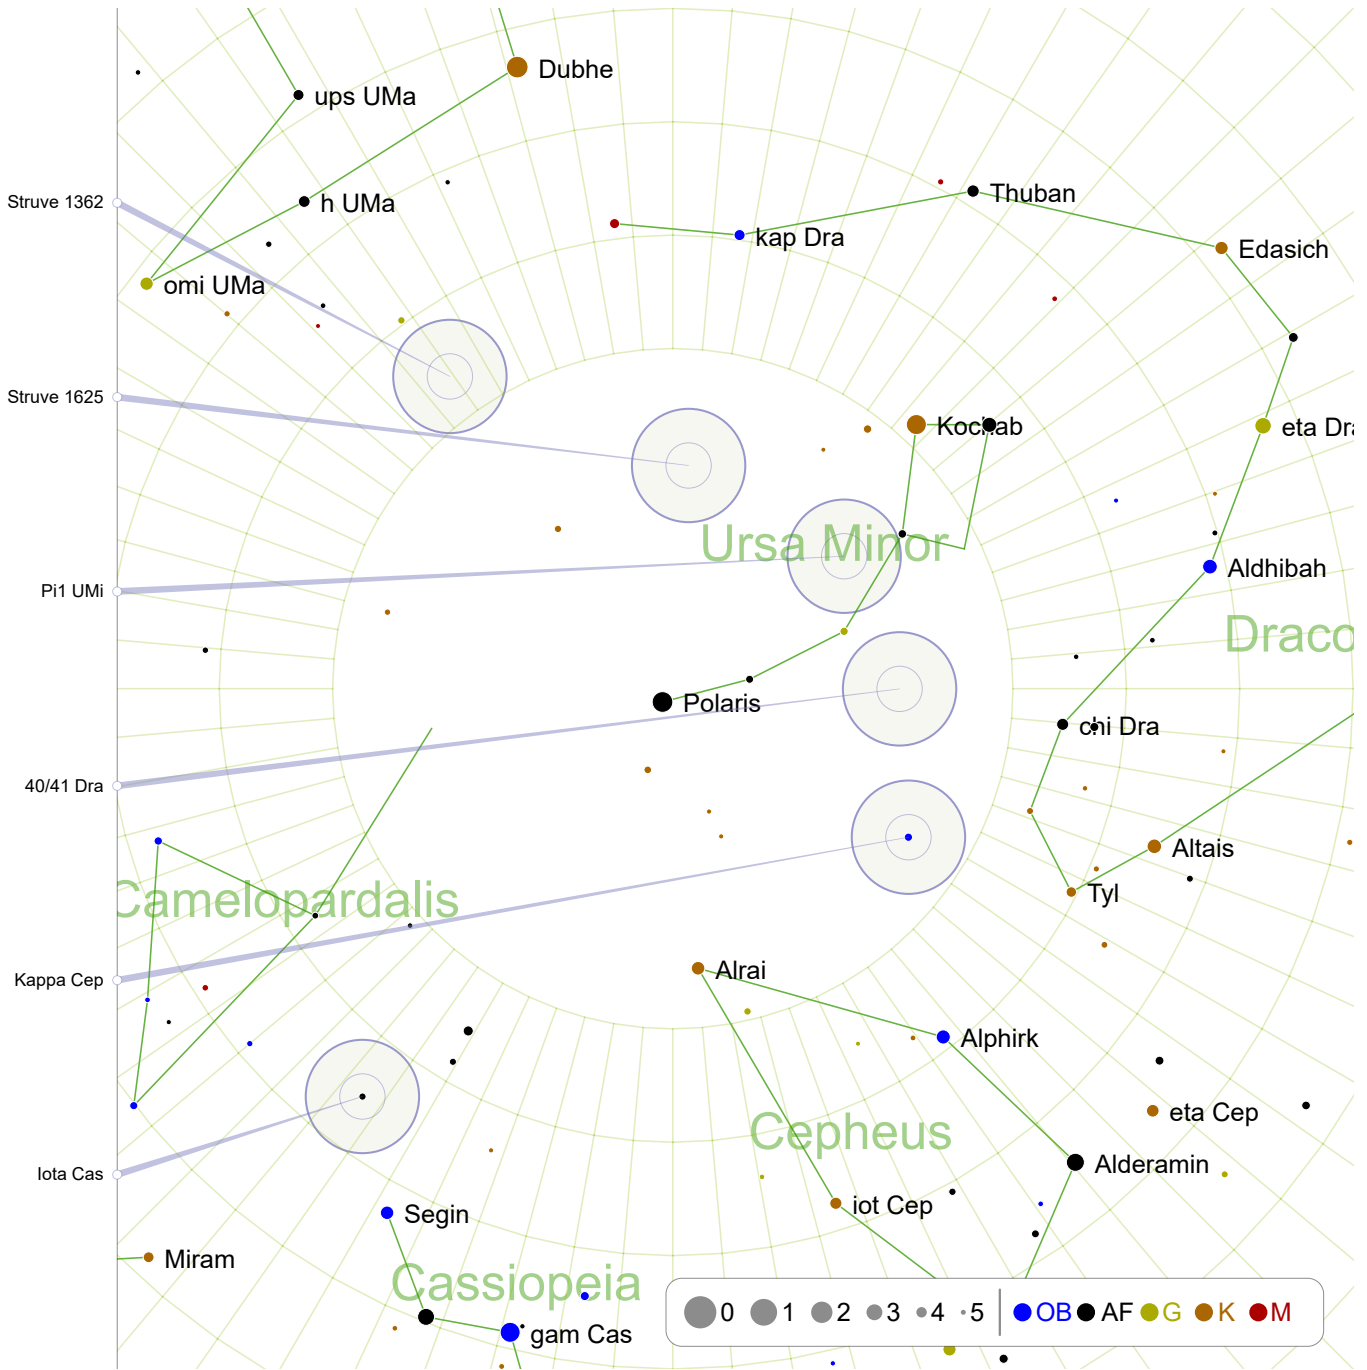 Dubhe
ups UMa
Struve 1362
h UMa
Thuban
kap Dra
Edasich
omi UMa
Struve 1625
Kochab
eta Dra
Ursa Minor
Aldhibah
Pi1 UMi
Draco
Polaris
chi Dra
40/41 Dra
Altais
Camelopardalis
Tyl
Kappa Cep
Alrai
Alphirk
eta Cep
Cepheus
Alderamin
Iota Cas
iot Cep
Segin
Miram
Cassiopeia
gam Cas
0 1 2 3 4 5 OB AF G K M